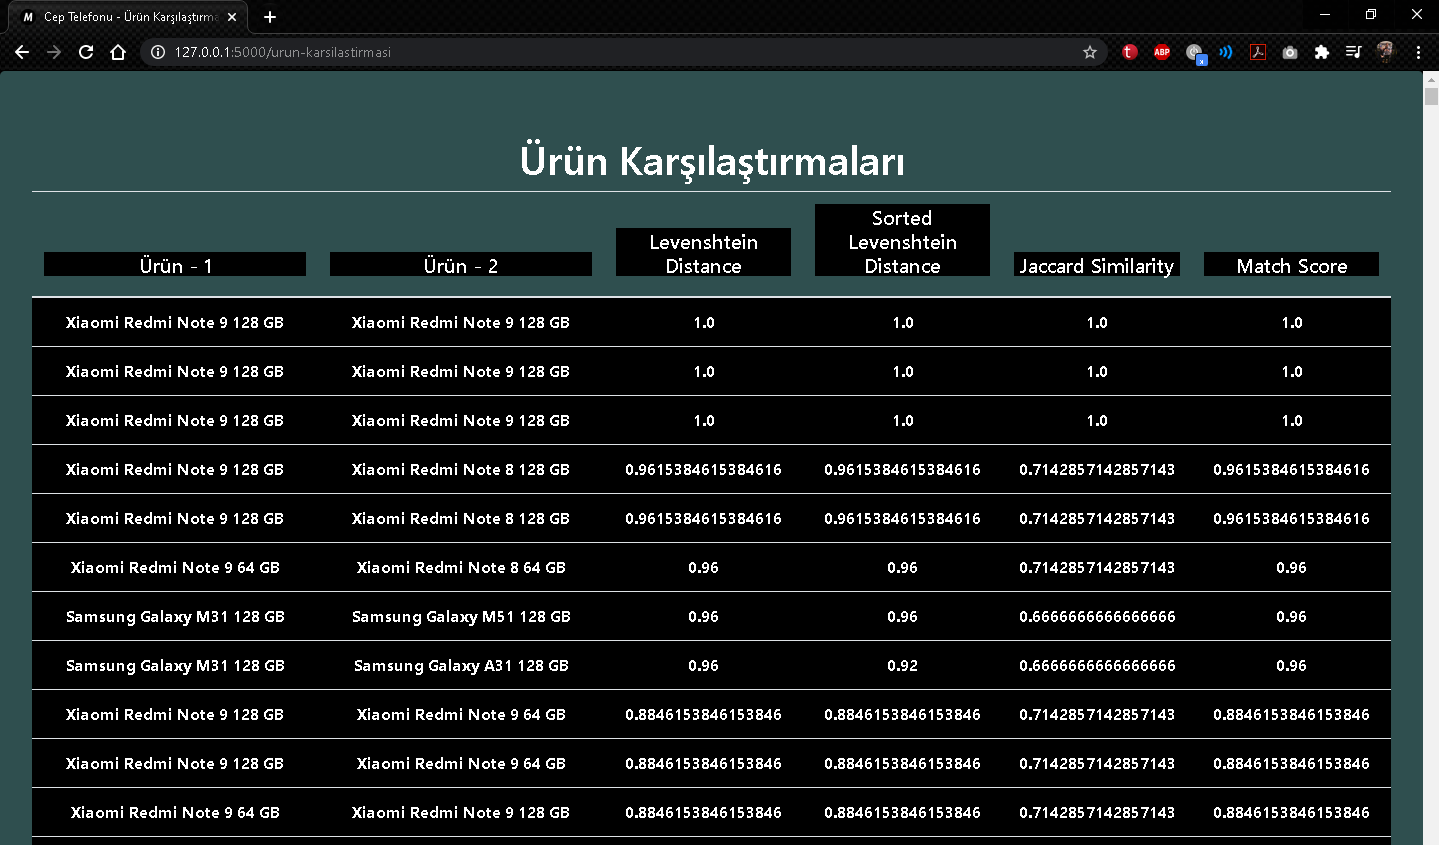 Cep Telefonu - Ürün Karşılaştırma
127.0.0.1:5000/urun-karsilastirmasi
ABP
Ürün Karşılaştırmaları
Ürün - 1 Ürün - 2 Levenshtein Distance Sorted Levenshtein Distance Jaccard Similarity Match Score
Xiaomi Redmi Note 9 128 GB Xiaomi Redmi Note 9 128 GB 1.0 1.0 1.0 1.0
Xiaomi Redmi Note 9 128 GB Xiaomi Redmi Note 9 128 GB 1.0 1.0 1.0 1.0
Xiaomi Redmi Note 9 128 GB Xiaomi Redmi Note 9 128 GB 1.0 1.0 1.0 1.0
Xiaomi Redmi Note 9 128 GB Xiaomi Redmi Note 8 128 GB 0.9615384615384616 0.9615384615384616 0.7142857142857143 0.9615384615384616
Xiaomi Redmi Note 9 128 GB Xiaomi Redmi Note 8 128 GB 0.9615384615384616 0.9615384615384616 0.7142857142857143 0.9615384615384616
Xiaomi Redmi Note 9 64 GB Xiaomi Redmi Note 8 64 GB 0.96 0.96 0.7142857142857143 0.96
Samsung Galaxy M31 128 GB Samsung Galaxy M51 128 GB 0.96 0.96 0.6666666666666666 0.96
Samsung Galaxy M31 128 GB Samsung Galaxy A31 128 GB 0.96 0.92 0.6666666666666666 0.96
Xiaomi Redmi Note 9 128 GB Xiaomi Redmi Note 9 64 GB 0.8846153846153846 0.8846153846153846 0.7142857142857143 0.8846153846153846
Xiaomi Redmi Note 9 128 GB Xiaomi Redmi Note 9 64 GB 0.8846153846153846 0.8846153846153846 0.7142857142857143 0.8846153846153846
Xiaomi Redmi Note 9 64 GB Xiaomi Redmi Note 9 128 GB 0.8846153846153846 0.8846153846153846 0.7142857142857143 0.8846153846153846